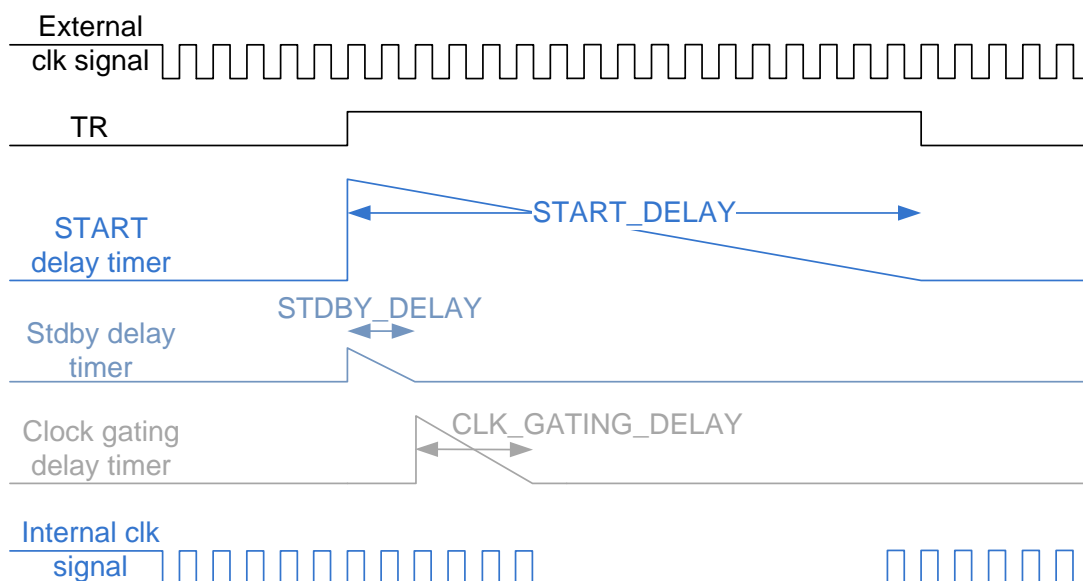 External
clk signal
TR
START_DELAY
START
delay timer
STDBY_DELAY
Stdby delay
timer
CLK_GATING_DELAY
Clock gating
delay timer
Internal clk
signal